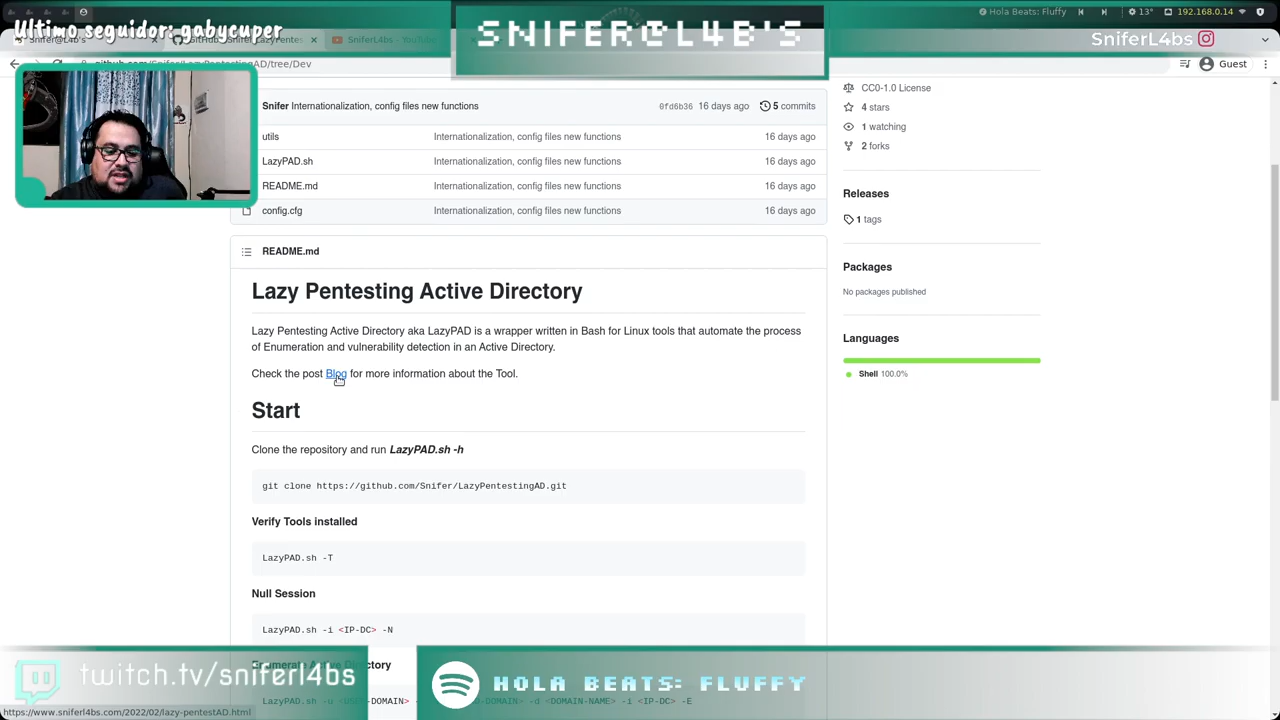 Hola Beats: Fluffy
13°
192.168.0.14
Ultimo seguidor: gabycuper
SNIFER@L4B'S
SniferL4bs
Guest
/tree/Dev
Snifer Internationalization, config files new functions
0fd6b36 16 days ago
5 commits
utils
Internationalization, config files new functions
16 days ago
LazyPAD.sh
Internationalization, config files new functions
16 days ago
README.md
Internationalization, config files new functions
16 days ago
config.cfg
Internationalization, config files new functions
16 days ago
CC0-1.0 License
4 stars
1 watching
2 forks
Releases
1 tags
Packages
No packages published
Languages
Shell 100.0%
README.md
Lazy Pentesting Active Directory
Lazy Pentesting Active Directory aka LazyPAD is a wrapper written in Bash for Linux tools that automate the process
of Enumeration and vulnerability detection in an Active Directory.
Check the post Blog for more information about the Tool.
Start
Clone the repository and run LazyPAD.sh -h
git clone https://github.com/Snifer/LazyPentestingAD.git
Verify Tools installed
LazyPAD.sh -T
Null Session
LazyPAD.sh -i <IP-DC> -N
Enumerate Active Directory
twitch.tv/sniferl4bs
HOLA BEATS: FLUFFY
-d <DOMAIN-NAME> -i <IP-DC> -E
https://www.sniferl4bs.com/2022/02/lazy-pentestAD.html